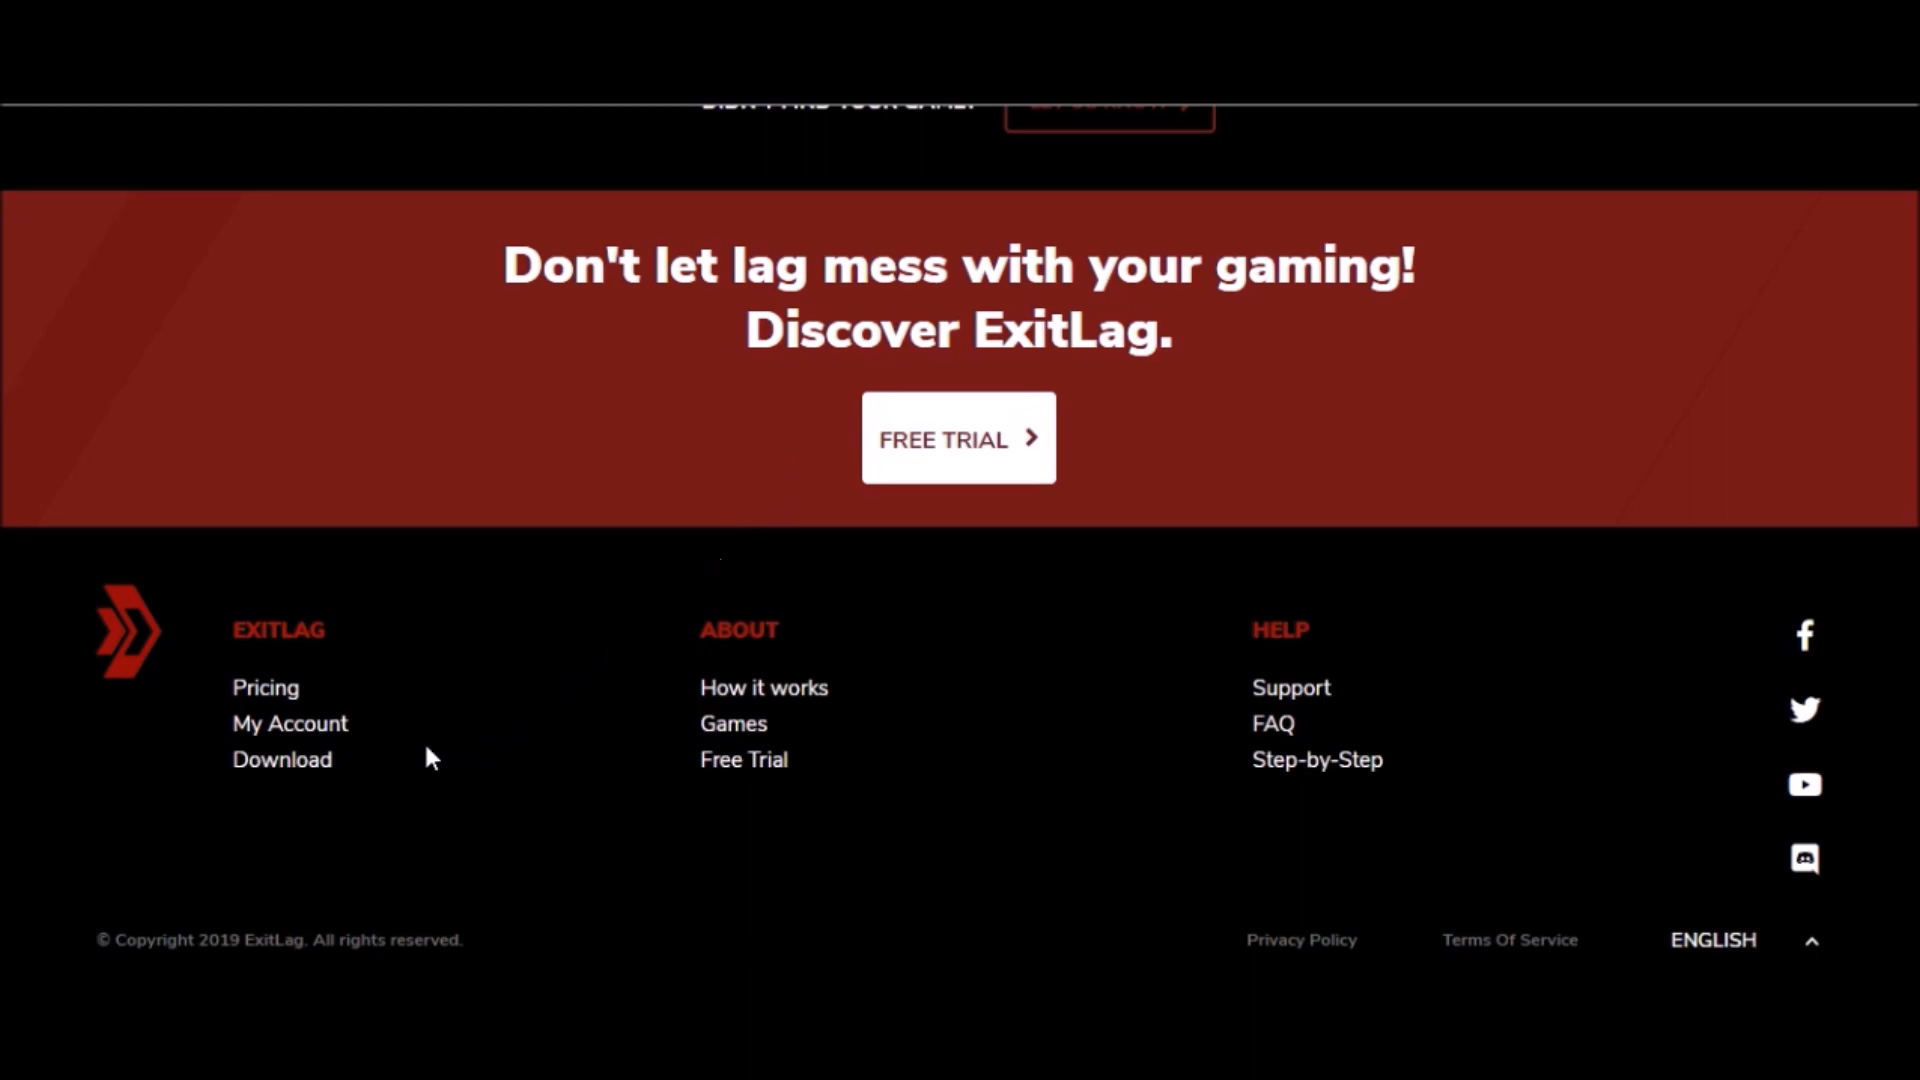 Don't let lag mess with your gaming!
Discover ExitLag.
FREE TRIAL
EXITLAG
Pricing
My Account
Download
ABOUT
How it works
Games
Free Trial
HELP
Support
FAQ
Step-by-Step
© Copyright 2019 ExitLag. All rights reserved.
Privacy Policy
Terms Of Service
ENGLISH